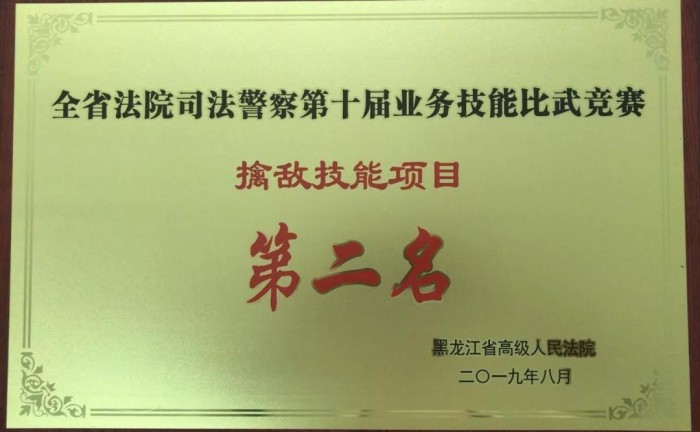 全省法院司法警察第十届业务技能比武竞赛
擒敌技能项目
第二名
黑龙江省高级人民法院
二〇一九年八月